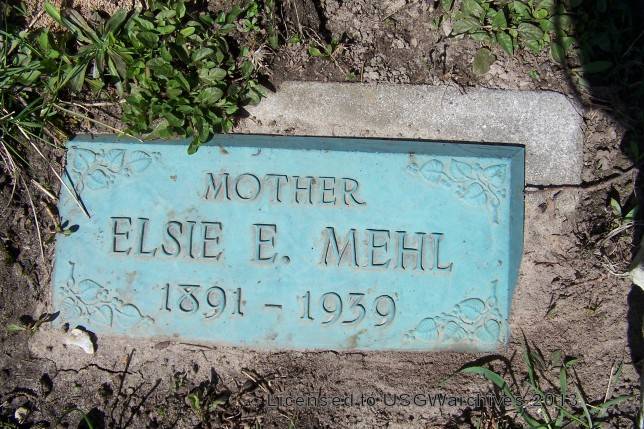 MOTHER
ELSIE E. MEHL
1891 - 1939
Licensed to USGWarchives 2013